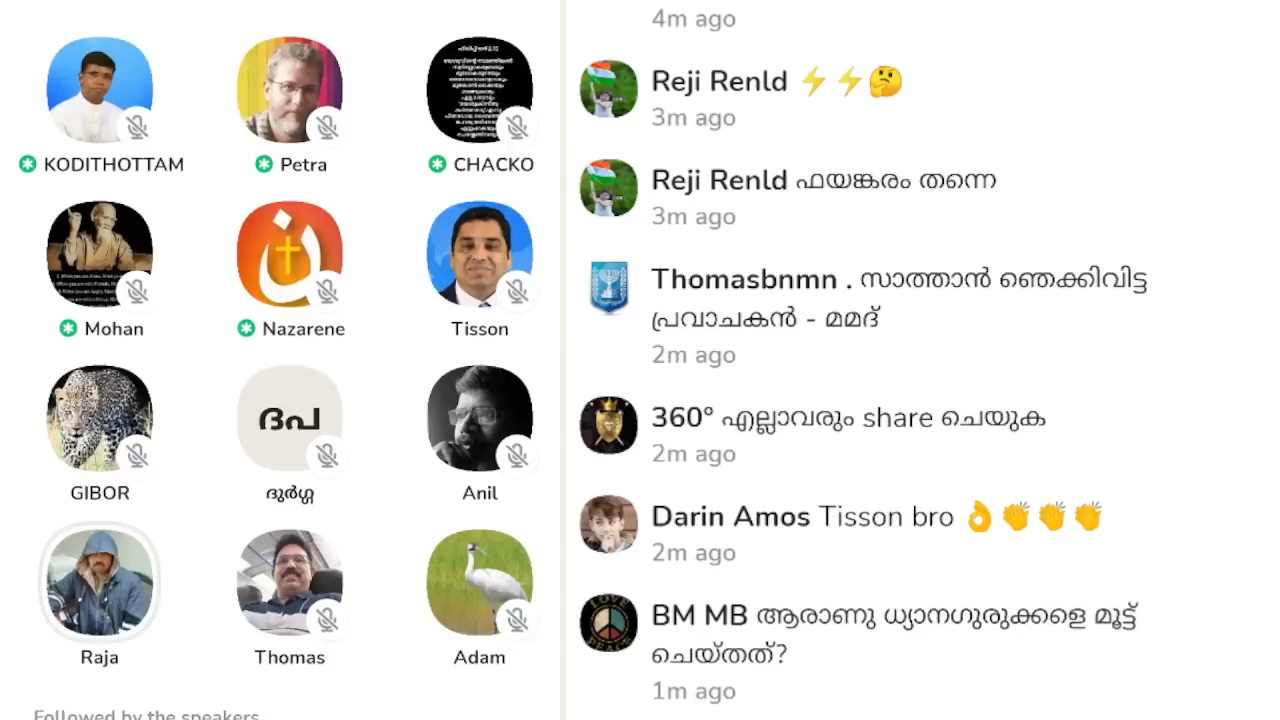 KODITHOTTAM
Petra
CHACKO
Mohan
Nazarene
Tisson
ദപ
GIBOR
ദുർഗ്ഗ
Anil
Raja
Thomas
Adam
Followed by the speakers
4m ago
Reji Renld ⚡⚡🤔
3m ago
Reji Renld ഫയങ്കരം തന്നെ
3m ago
Thomasbnmn . സാത്താൻ ഞെക്കിവിട്ട
പ്രവാചകൻ - മമദ്
2m ago
360° എല്ലാവരും share ചെയുക
2m ago
Darin Amos Tisson bro 👌👏👏👏
2m ago
BM MB ആരാണു ധ്യാനഗുരുക്കളെ മൂട്ട്
ചെയ്തത്?
1m ago